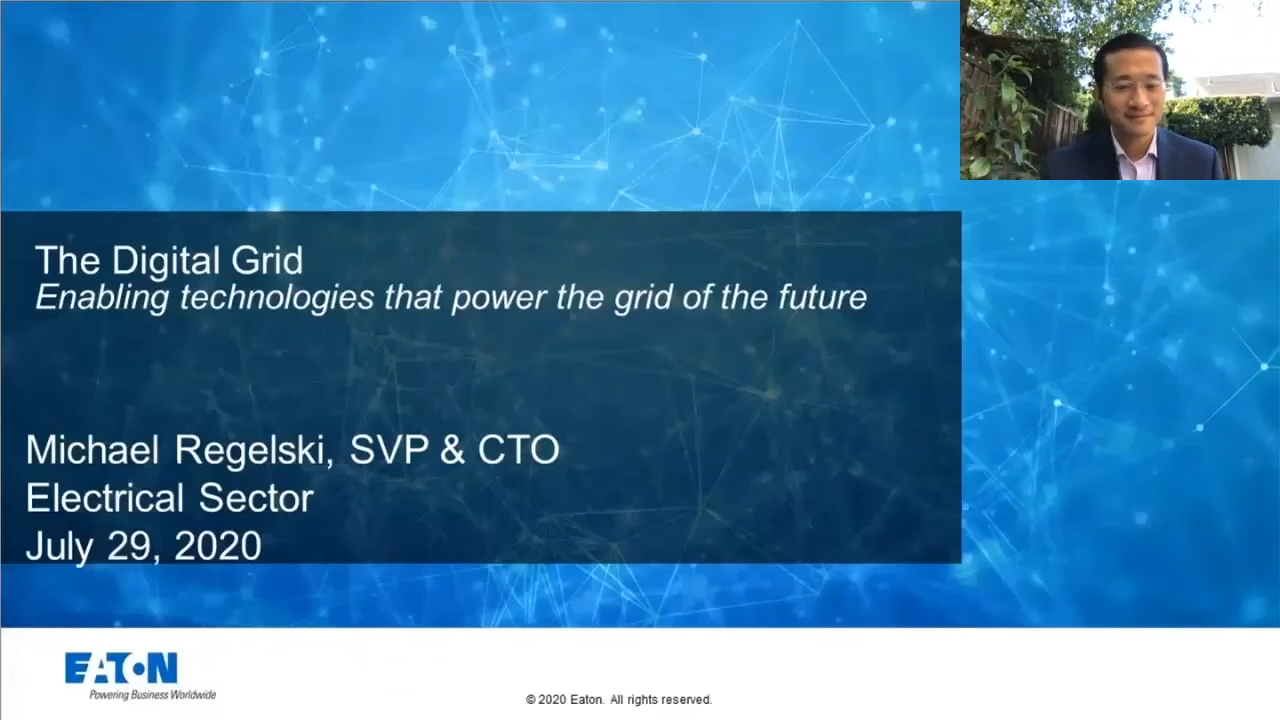 The Digital Grid
Enabling technologies that power the grid of the future
Michael Regelski, SVP & CTO
Electrical Sector
July 29, 2020
EATON
Powering Business Worldwide
© 2020 Eaton. All rights reserved.